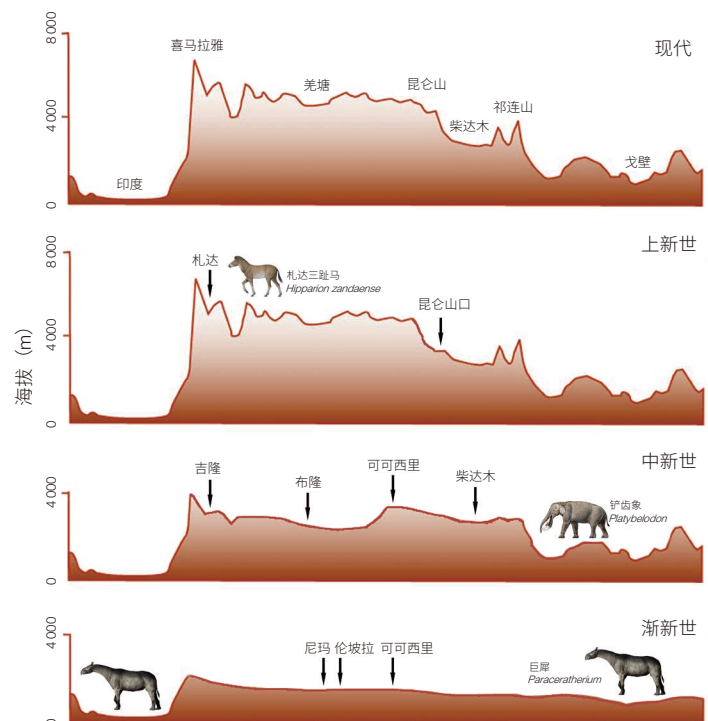 8000
现代
喜马拉雅
羌塘
昆仑山
4000
祁连山
柴达木
戈壁
印度
0
8000
上新世
札达
札达三趾马
Hipparion zandaense
昆仑山口
4000
0
海拔（m）
中新世
吉隆
可可西里
布隆
柴达木
4000
铲齿象
Platybelodon
0
渐新世
4000
尼玛 伦坡拉 可可西里
巨犀
Paraceratherium
0